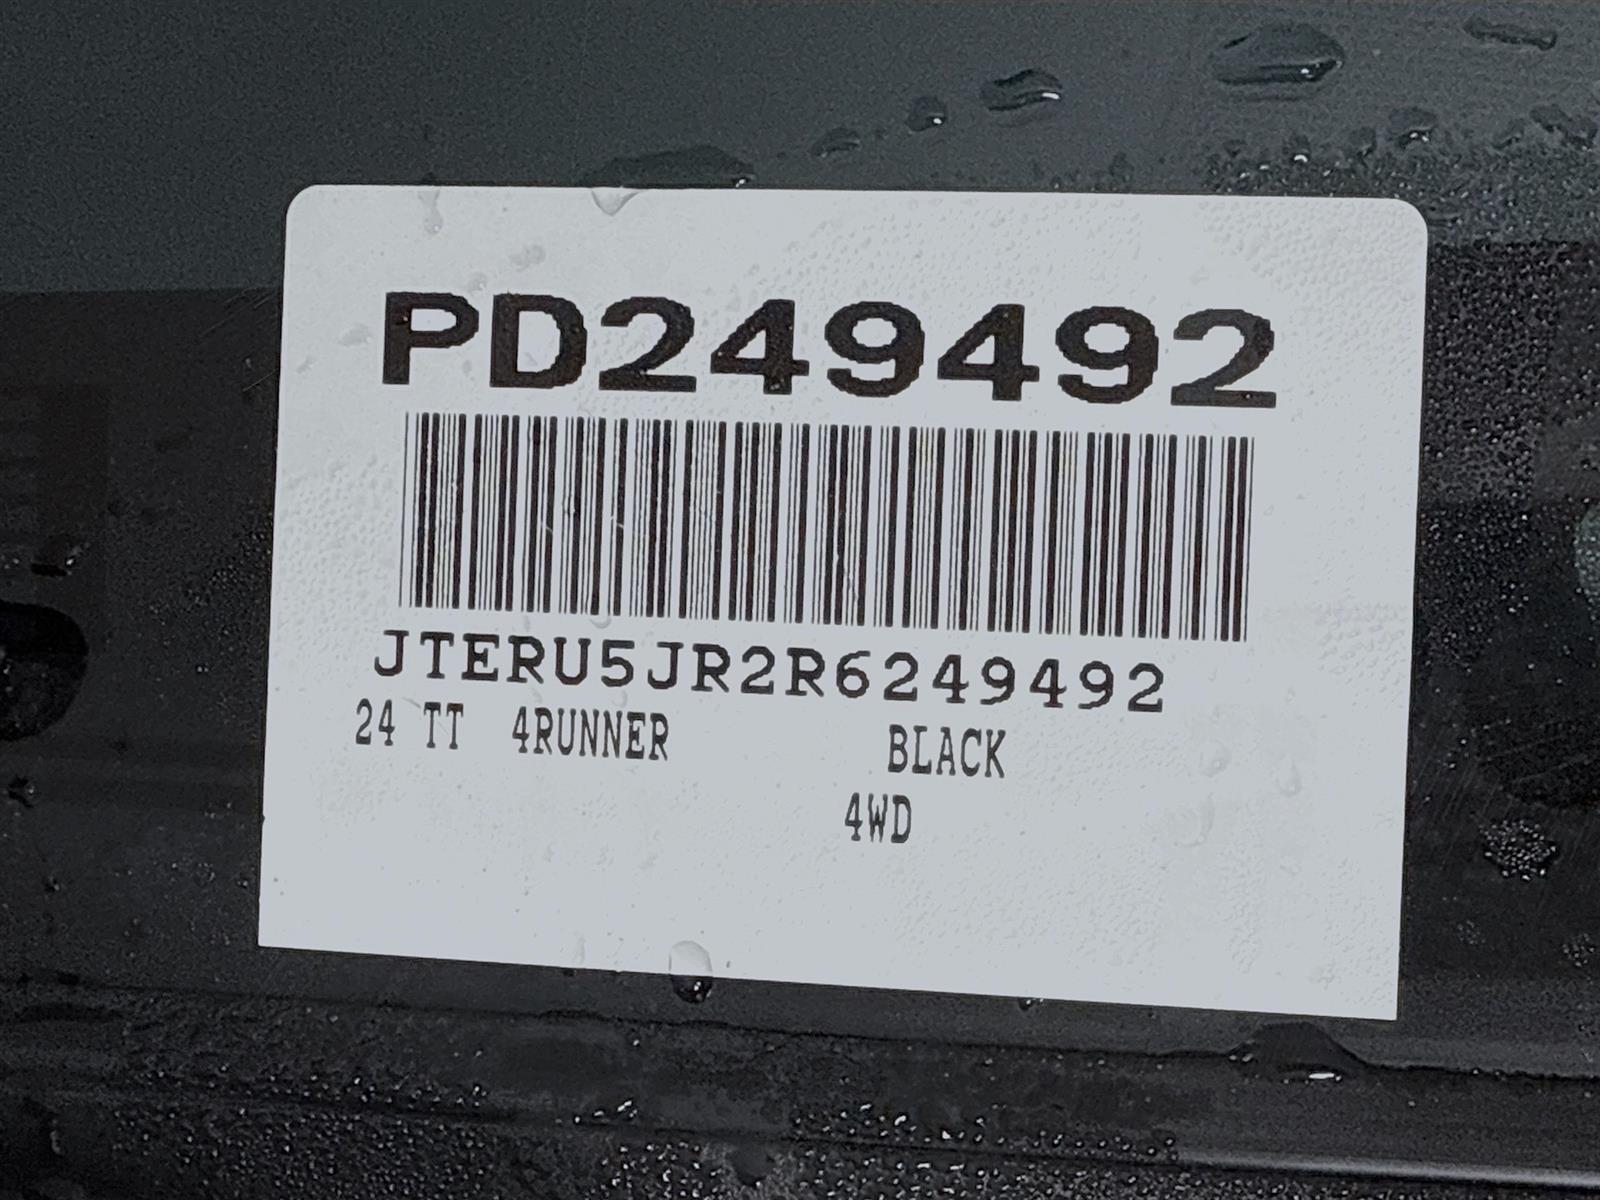 PD249492
JTERU5JR2R6249492
24 TT 4RUNNER BLACK
4WD